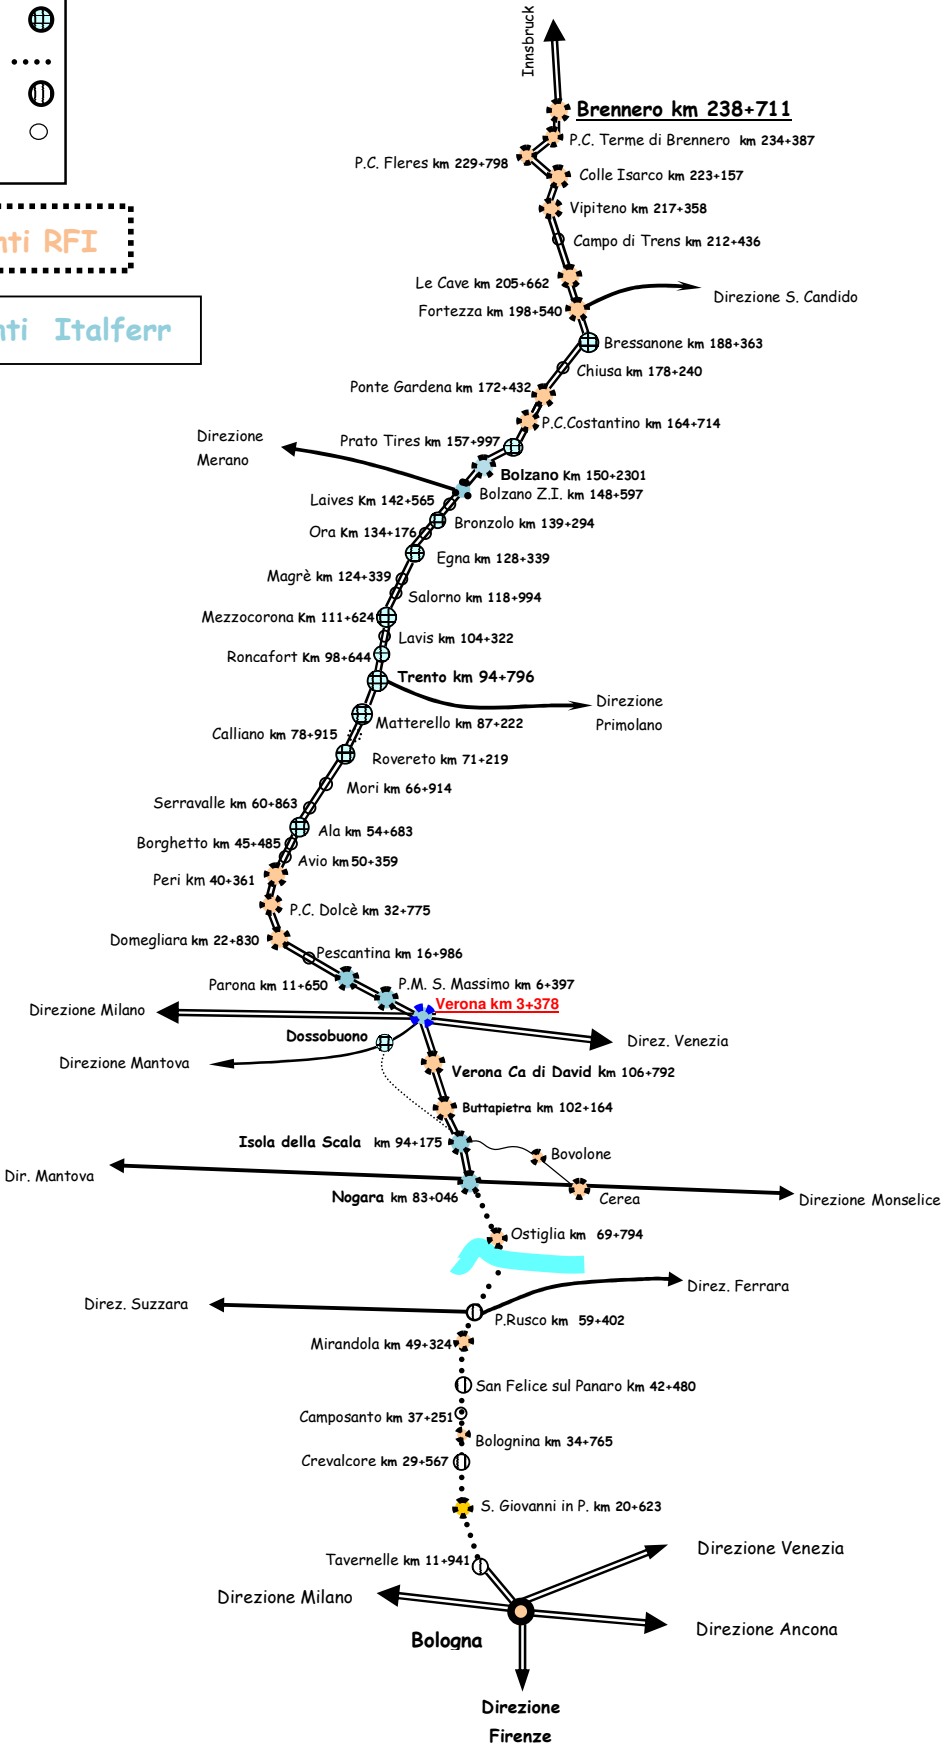 Innsbruck
Brennero km 238+711
P.C. Terme di Brennero km 234+387
P.C. Fleres km 229+798
Colle Isarco km 223+157
Vipiteno km 217+358
nti RFI
Campo di Trens km 212+436
Le Cave km 205+662
Direzione S. Candido
Fortezza km 198+540
nti Italferr
Bressanone km 188+363
Chiusa km 178+240
Ponte Gardena km 172+432
P.C.Costantino km 164+714
Direzione
Merano
Prato Tires km 157+997
Bolzano Km 150+2301
Bolzano Z.I. km 148+597
Laives Km 142+565
Bronzolo km 139+294
Ora Km 134+176
Egna km 128+339
Magrè km 124+339
Salorno km 118+994
Mezzocorona Km 111+624
Lavis km 104+322
Roncafort Km 98+644
Trento km 94+796
Direzione
Primolano
Matterello km 87+222
Calliano km 78+915
Rovereto km 71+219
Mori km 66+914
Serravalle km 60+863
Ala km 54+683
Borghetto km 45+485
Avio km50+359
Peri km 40+361
P.C. Dolcè km 32+775
Domegliara km 22+830
Pescantina km 16+986
Parona km 11+650
P.M. S. Massimo km 6+397
Verona km 3+378
Direzione Milano
Dossobuono
Direz. Venezia
Direzione Mantova
Verona Ca di David km 106+792
Buttapietra km 102+164
Isola della Scala km 94+175
Bovolone
Dir. Mantova
Nogara km 83+046
Cerea
Direzione Monselice
Ostiglia km 69+794
Direz. Ferrara
Direz. Suzzara
P.Rusco km 59+402
Mirandola km 49+324
San Felice sul Panaro km 42+480
Camposanto km 37+251
Bolognina km 34+765
Crevalcore km 29+567
S. Giovanni in P. km 20+623
Direzione Venezia
Tavernelle km 11+941
Direzione Milano
Direzione Ancona
Bologna
Direzione
Firenze